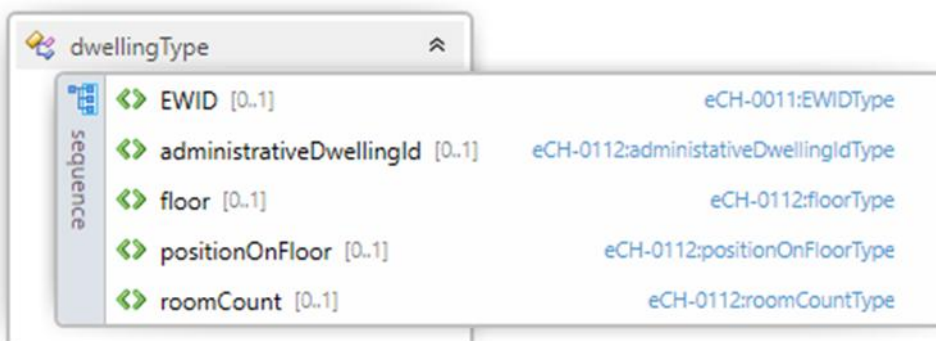 dwellingType
sequence
EWID [0..1] eCH-0011:EWIDType
administrativeDwellingId [0..1] eCH-0112:administativeDwellingIdType
floor [0..1] eCH-0112:floorType
positionOnFloor [0..1] eCH-0112:positionOnFloorType
roomCount [0..1] eCH-0112:roomCountType